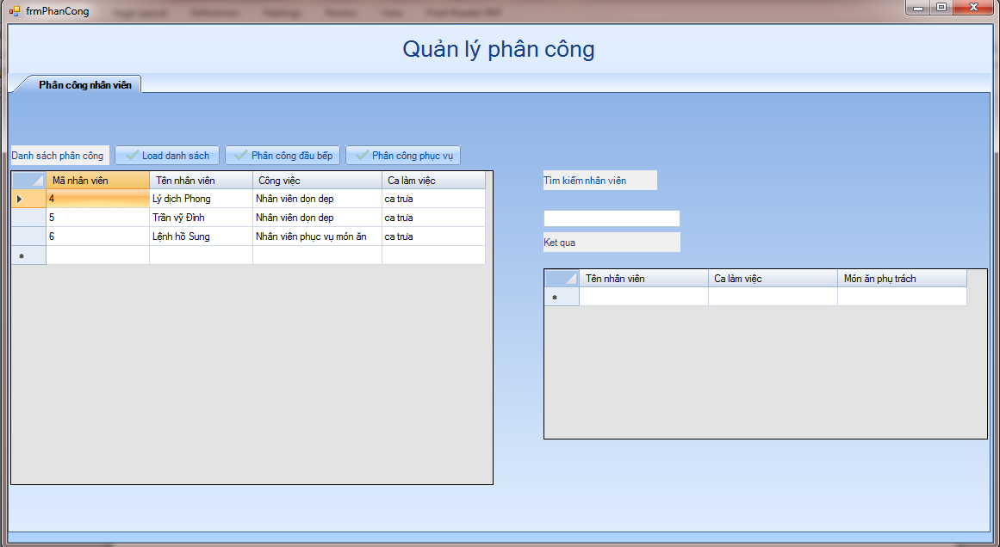 frmPhanCong
Quản lý phân công
Phân công nhân viên
Danh sách phân công Load danh sách Phân công đầu bếp Phân công phục vụ
Mã nhân viên Tên nhân viên Công việc Ca làm việc
4 Lý dịch Phong Nhân viên dọn dẹp ca trưa
5 Trần vỹ Đình Nhân viên dọn dẹp ca trưa
6 Lệnh hồ Sung Nhân viên phục vụ món ăn ca trưa
Tìm kiếm nhân viên
Ket qua
Tên nhân viên Ca làm việc Món ăn phụ trách